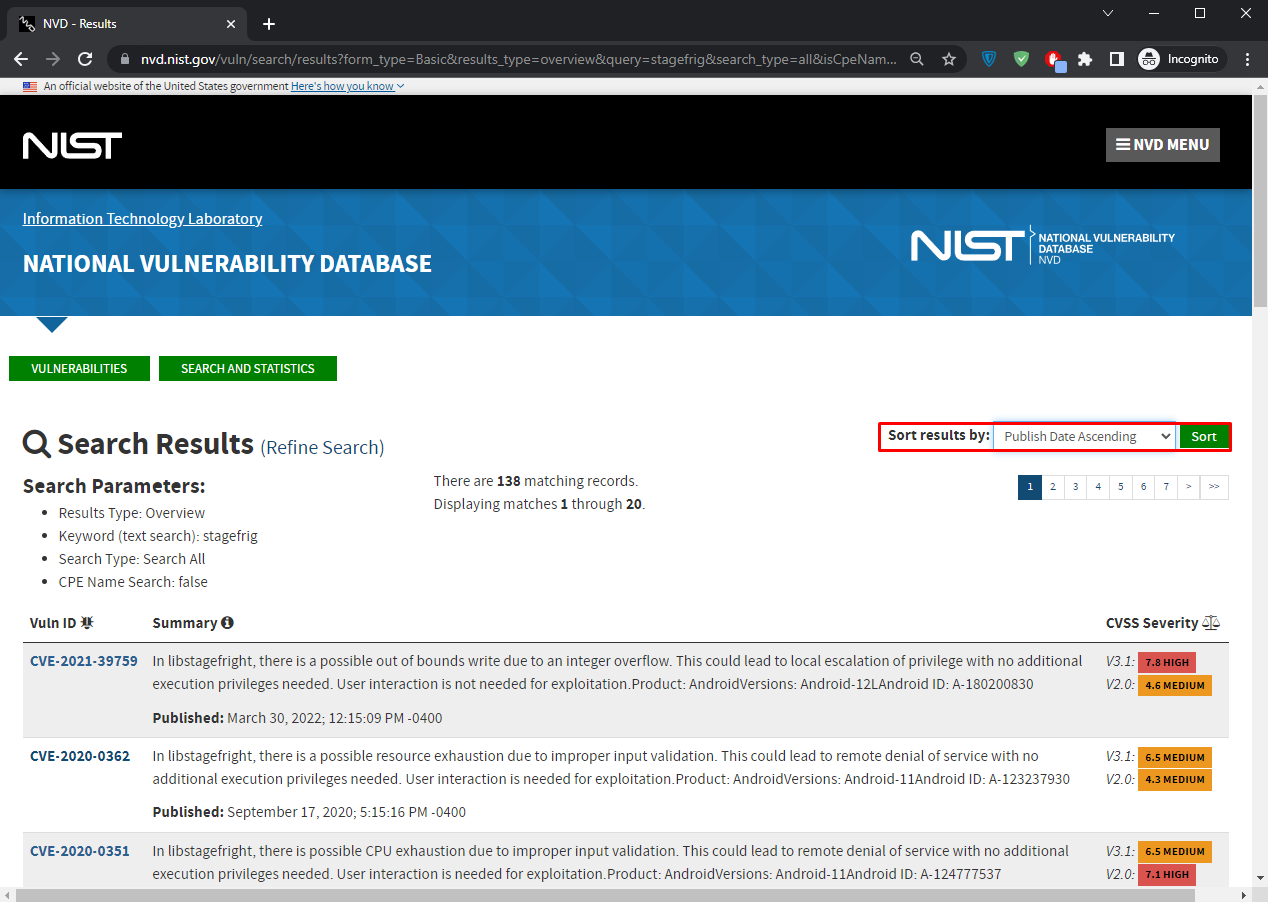 NVD - Results
nvd.nist.gov/vuln/search/results?form_type=Basic&results_type=overview&query=stagefrig&search_type=all&isCpeNam...
Incognito
An official website of the United States government Here's how you know
NIST
NVD MENU
Information Technology Laboratory
NATIONAL VULNERABILITY DATABASE
NIST
NATIONAL VULNERABILITY
DATABASE
NVD
VULNERABILITIES
SEARCH AND STATISTICS
Search Results (Refine Search)
Sort results by: Publish Date Ascending Sort
Search Parameters:
Results Type: Overview
Keyword (text search): stagefrig
Search Type: Search All
CPE Name Search: false
There are 138 matching records.
Displaying matches 1 through 20.
1 2 3 4 5 6 7 > >>
Vuln ID Summary CVSS Severity
CVE-2021-39759
In libstagefright, there is a possible out of bounds write due to an integer overflow. This could lead to local escalation of privilege with no additional
execution privileges needed. User interaction is not needed for exploitation.Product: AndroidVersions: Android-12LAndroid ID: A-180200830
Published: March 30, 2022; 12:15:09 PM -0400
V3.1: 7.8 HIGH
V2.0: 4.6 MEDIUM
CVE-2020-0362
In libstagefright, there is a possible resource exhaustion due to improper input validation. This could lead to remote denial of service with no
additional execution privileges needed. User interaction is needed for exploitation.Product: AndroidVersions: Android-11Android ID: A-123237930
Published: September 17, 2020; 5:15:16 PM -0400
V3.1: 6.5 MEDIUM
V2.0: 4.3 MEDIUM
CVE-2020-0351
In libstagefright, there is possible CPU exhaustion due to improper input validation. This could lead to remote denial of service with no additional
execution privileges needed. User interaction is needed for exploitation.Product: AndroidVersions: Android-11Android ID: A-124777537
V3.1: 6.5 MEDIUM
V2.0: 7.1 HIGH